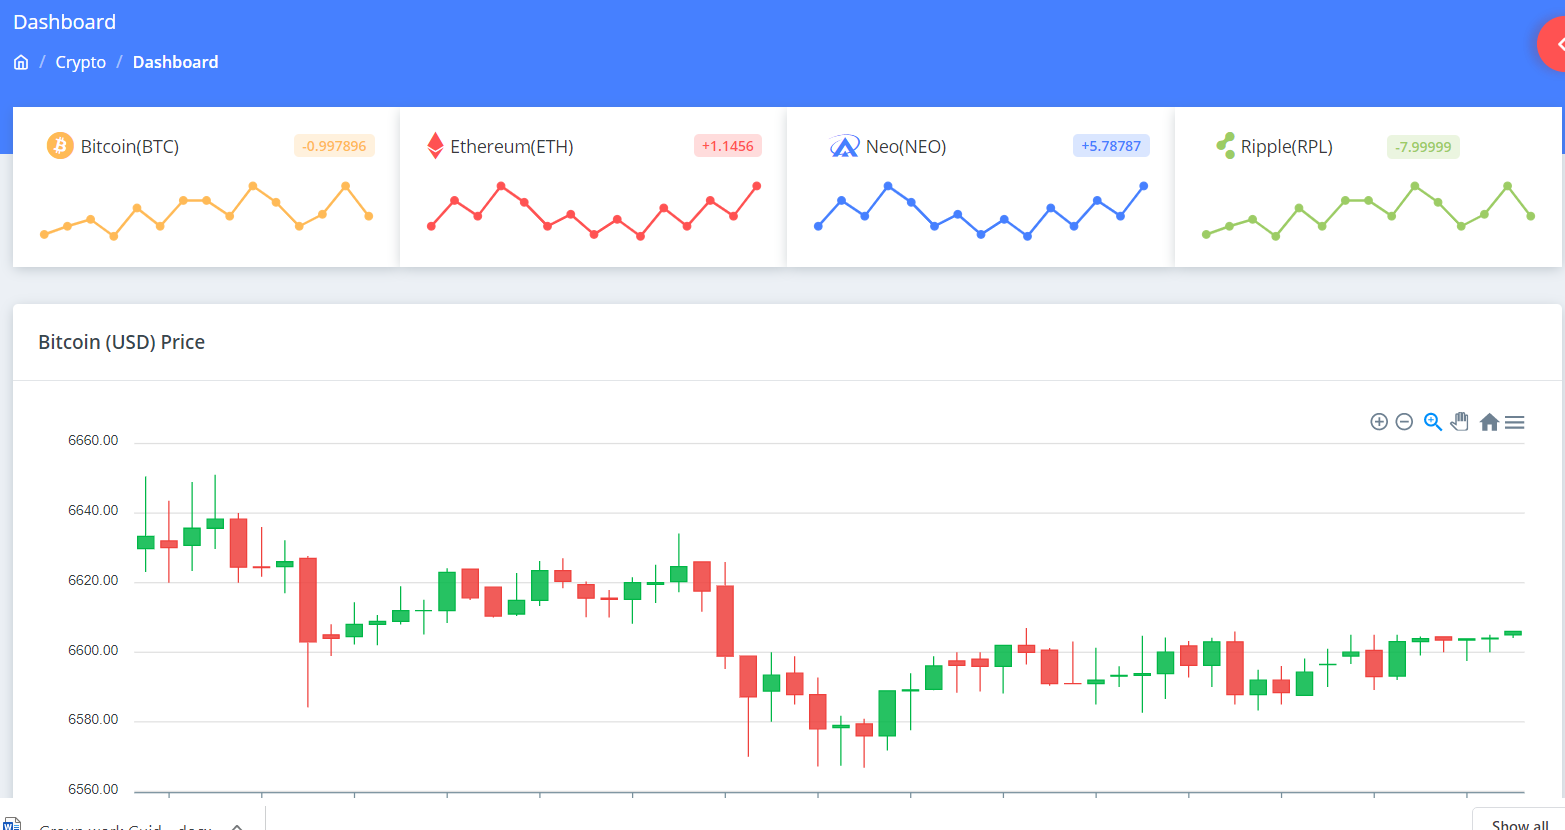 Dashboard
/ Crypto / Dashboard
Bitcoin(BTC) -0.997896
Ethereum(ETH) +1.1456
Neo(NEO) +5.78787
Ripple(RPL) -7.99999
Bitcoin (USD) Price
6660.00
6640.00
6620.00
6600.00
6580.00
6560.00
Show all